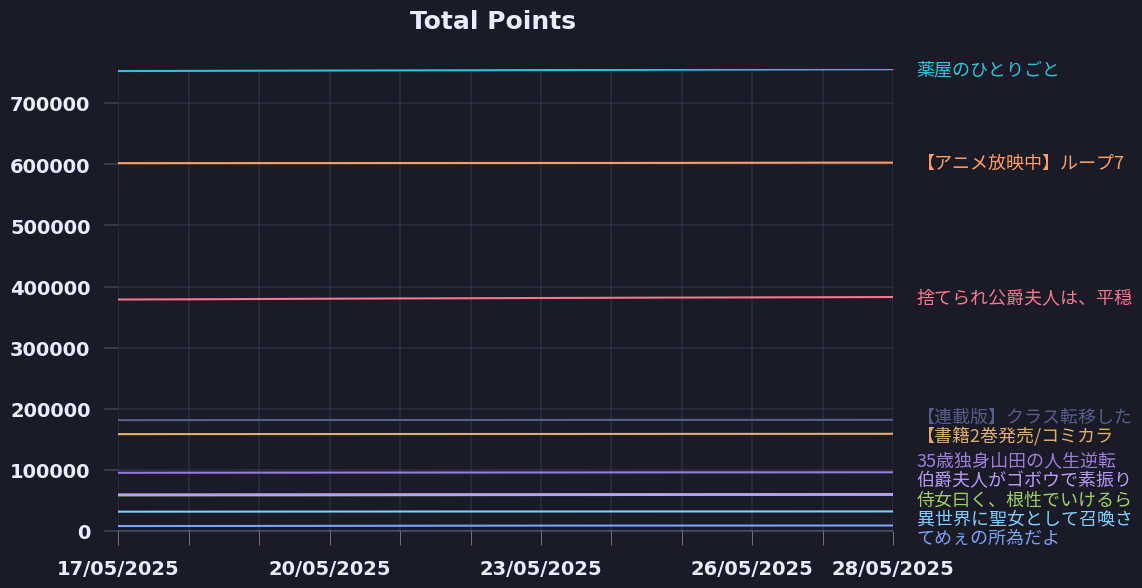 Total Points
700000
600000
500000
400000
300000
200000
100000
0
17/05/2025
20/05/2025
23/05/2025
26/05/2025
28/05/2025
薬屋のひとりごと
【アニメ放映中】ループ7
捨てられ公爵夫人は、平穏
【連載版】クラス転移した
【書籍2巻発売/コミカラ
35歳独身山田の人生逆転
伯爵夫人がゴボウで素振り
侍女曰く、根性でいけるら
異世界に聖女として召喚さ
てめぇの所為だよ